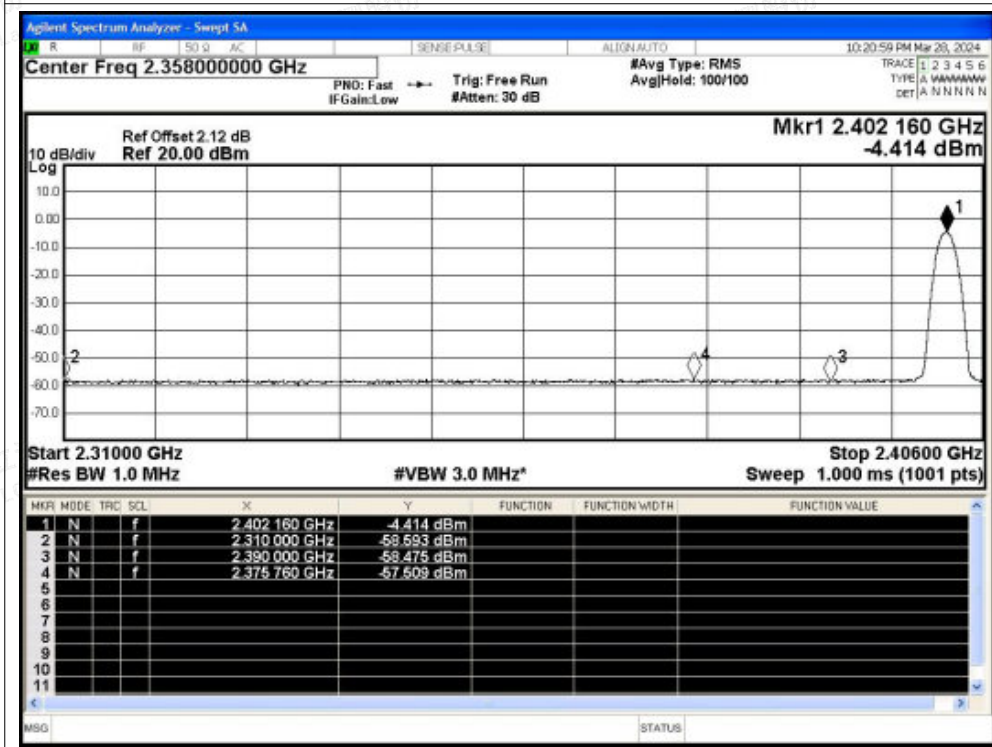 Agilent Spectrum Analyzer - Swept SA
LXI R RF 50 Ω AC SENSE:PULSE ALIGNAUTO 10:20:59 PM Mar 28, 2024
Center Freq 2.358000000 GHz #Avg Type: RMS TRACE 1 2 3 4 5 6
PNO: Fast Trig: Free Run Avg|Hold: 100/100 TYPE A WWWWW
IFGain:Low #Atten: 30 dB DET A N N N N N
Mkr1 2.402 160 GHz
Ref Offset 2.12 dB
10 dB/div Ref 20.00 dBm -4.414 dBm
Log
10.0
1
0.00
-10.0
-20.0
-30.0
-40.0
-50.0
2 4 3
-60.0
-70.0
Start 2.31000 GHz Stop 2.40600 GHz
#Res BW 1.0 MHz #VBW 3.0 MHz* Sweep 1.000 ms (1001 pts)
MKR MODE TRC SCL X Y FUNCTION FUNCTION WIDTH FUNCTION VALUE
1 N f 2.402 160 GHz -4.414 dBm
2 N f 2.310 000 GHz -58.593 dBm
3 N f 2.390 000 GHz -58.475 dBm
4 N f 2.375 760 GHz -57.509 dBm
5
6
7
8
9
10
11
MSG STATUS